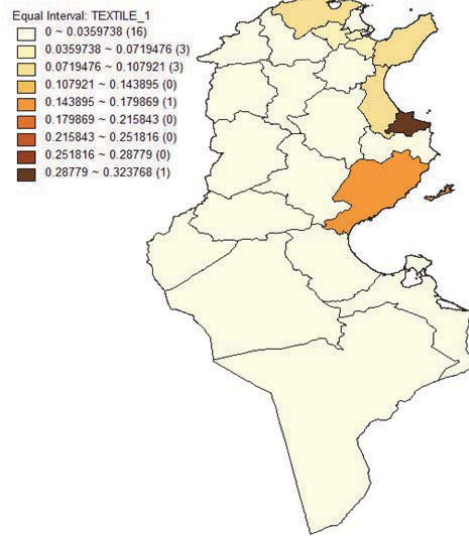 Equal Interval: TEXTILE_1
0 ~ 0.0359738 (16)
0.0359738 ~ 0.0719476 (3)
0.0719476 ~ 0.107921 (3)
0.107921 ~ 0.143895 (0)
0.143895 ~ 0.179869 (1)
0.179869 ~ 0.215843 (0)
0.215843 ~ 0.251816 (0)
0.251816 ~ 0.28779 (0)
0.28779 ~ 0.323768 (1)